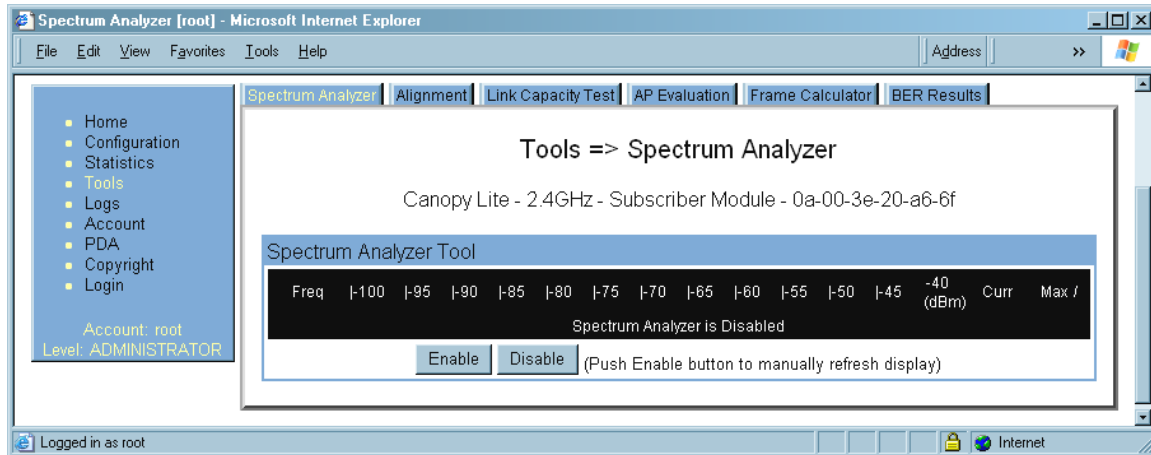 Spectrum Analyzer [root] - Microsoft Internet Explorer
File Edit View Favorites Tools Help Address »
Spectrum Analyzer Alignment Link Capacity Test AP Evaluation Frame Calculator BER Results
Home
Configuration
Statistics
Tools
Logs
Account
PDA
Copyright
Login
Account: root
Level: ADMINISTRATOR
Tools => Spectrum Analyzer
Canopy Lite - 2.4GHz - Subscriber Module - 0a-00-3e-20-a6-6f
Spectrum Analyzer Tool
Freq |-100 |-95 |-90 |-85 |-80 |-75 |-70 |-65 |-60 |-55 |-50 |-45 -40 (dBm) Curr Max /
Spectrum Analyzer is Disabled
Enable Disable (Push Enable button to manually refresh display)
Logged in as root Internet